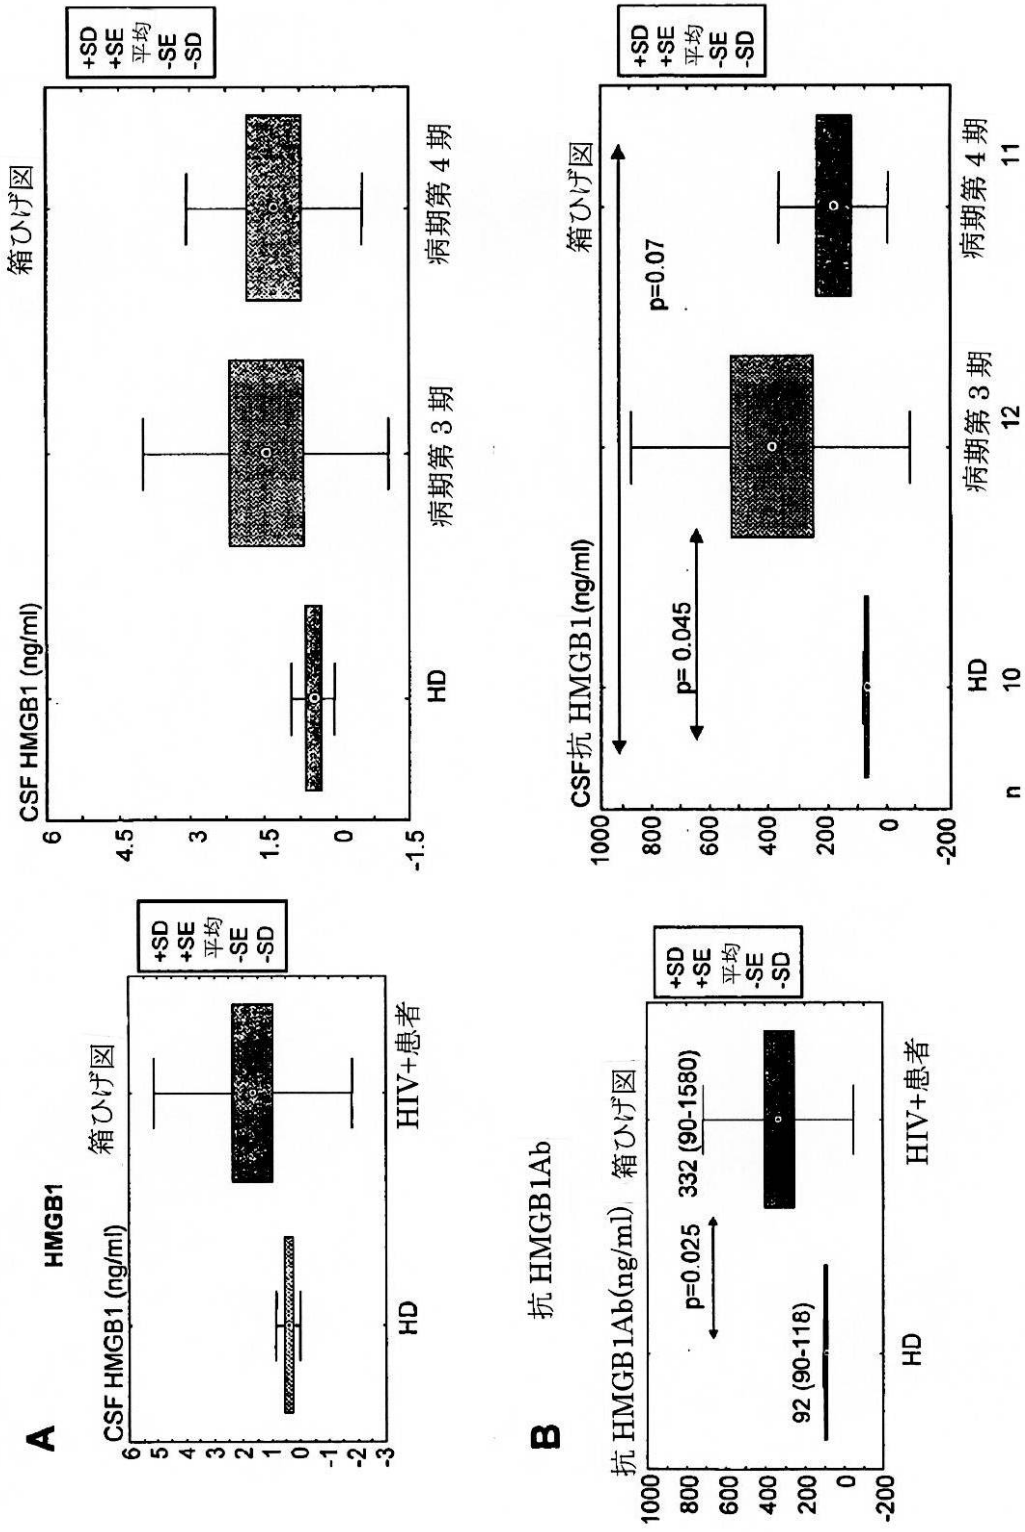 A
HMGB1
CSF HMGB1 (ng/ml)
箱ひげ図
6
5
4
3
2
1
0
-1
-2
-3
HD
HIV+患者
+SD
+SE
平均
-SE
-SD
CSF HMGB1 (ng/ml)
箱ひげ図
6
4.5
3
1.5
0
-1.5
HD
病期第 3 期
病期第 4 期
+SD
+SE
平均
-SE
-SD
B
抗 HMGB1Ab
抗 HMGB1Ab(ng/ml)
箱ひげ図
1000
800
600
400
200
0
-200
92 (90-118)
p=0.025
332 (90-1580)
HD
HIV+患者
+SD
+SE
平均
-SE
-SD
CSF抗 HMGB1(ng/ml)
箱ひげ図
1000
800
600
400
200
0
-200
p= 0.045
p=0.07
HD
病期第 3 期
病期第 4 期
n
10
12
11
+SD
+SE
平均
-SE
-SD